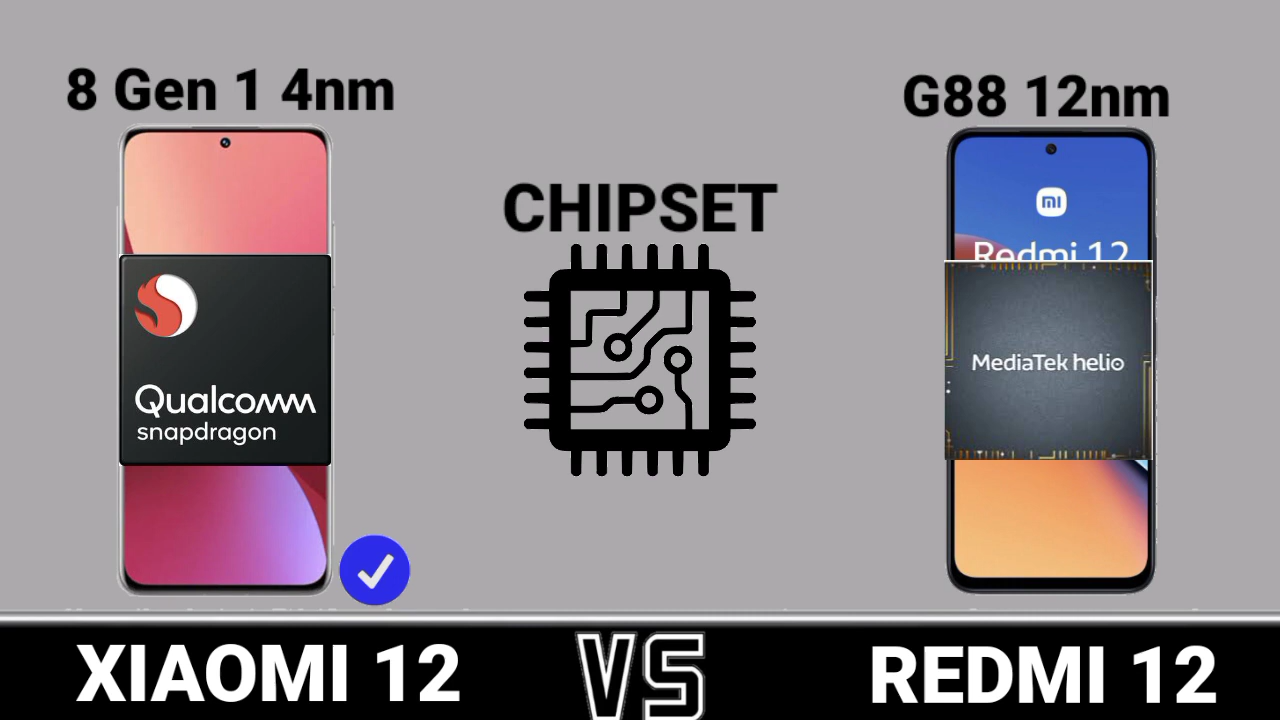 8 Gen 1 4nm
G88 12nm
CHIPSET
mi
Redmi 12
Qualcomm
snapdragon
MediaTek helio
XIAOMI 12
VS
REDMI 12